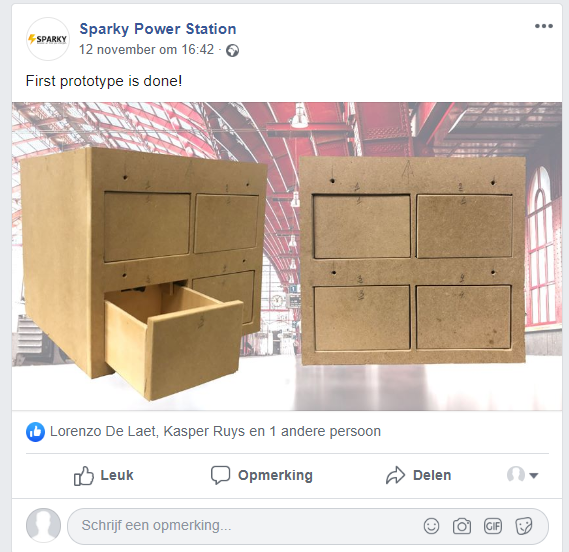 Sparky Power Station
SPARKY
12 november om 16:42 ·
First prototype is done!
Lorenzo De Laet, Kasper Ruys en 1 andere persoon
Leuk Opmerking Delen
Schrijf een opmerking...
GIF